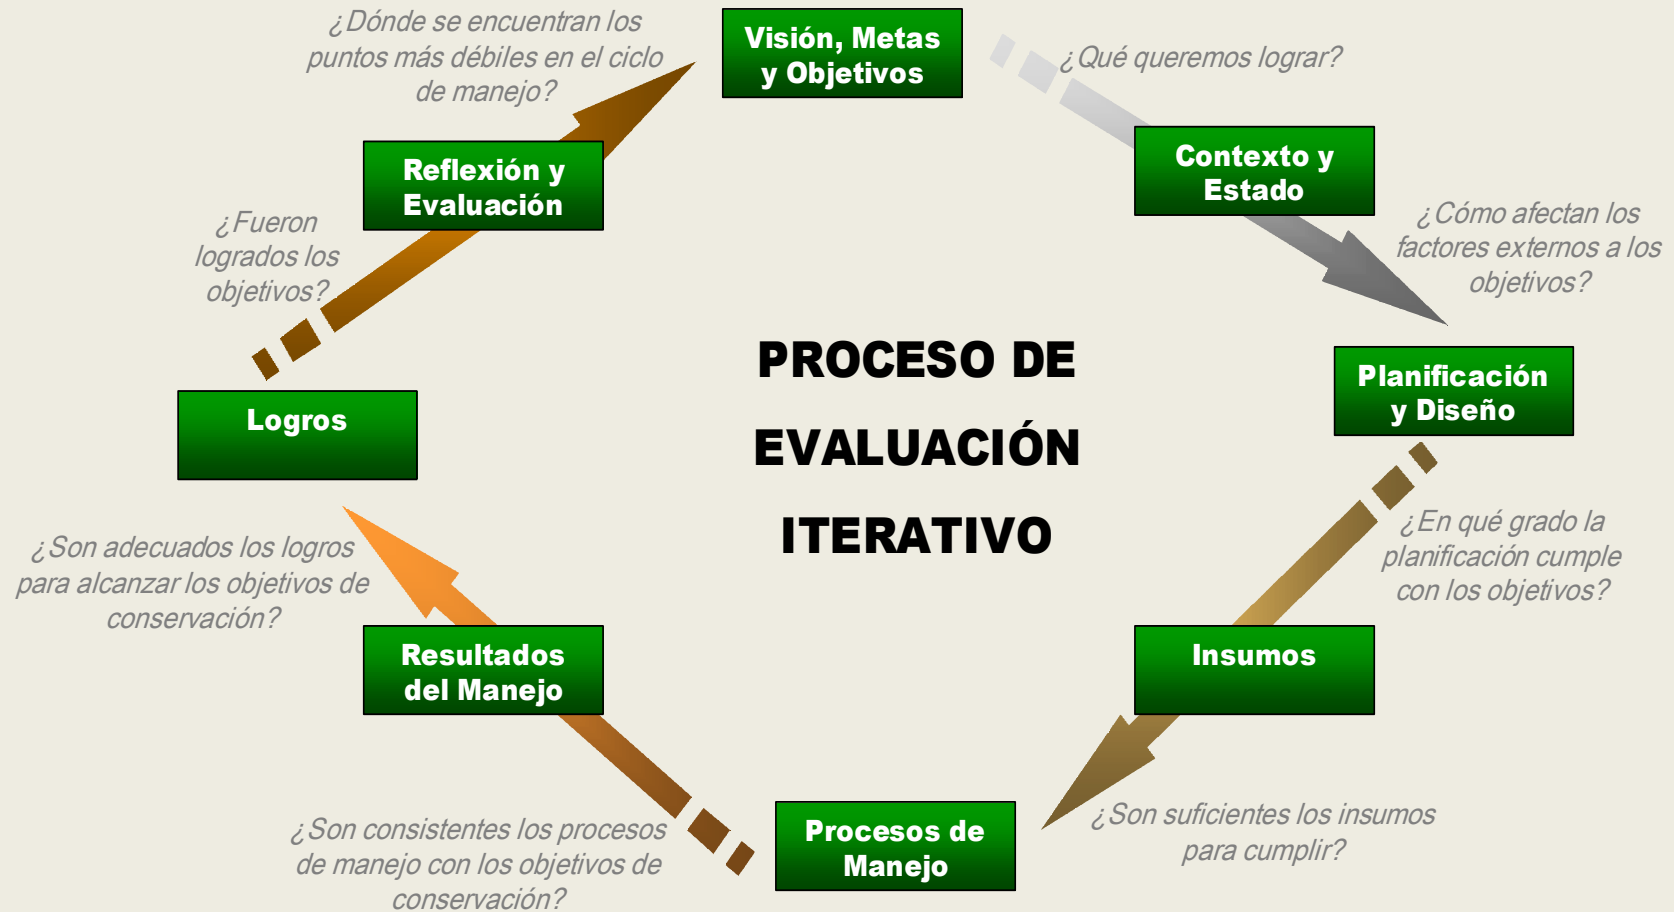 Visión, Metas
y Objetivos
¿Qué queremos lograr?
Contexto y
Estado
¿Cómo afectan los
factores externos a los
objetivos?
Planificación
y Diseño
¿En qué grado la
planificación cumple
con los objetivos?
Insumos
¿Son suficientes los insumos
para cumplir?
Procesos de
Manejo
¿Son consistentes los procesos
de manejo con los objetivos de
conservación?
Resultados
del Manejo
¿Son adecuados los logros
para alcanzar los objetivos de
conservación?
Logros
¿Fueron
logrados los
objetivos?
Reflexión y
Evaluación
¿Dónde se encuentran los
puntos más débiles en el ciclo
de manejo?
PROCESO DE
EVALUACIÓN
ITERATIVO